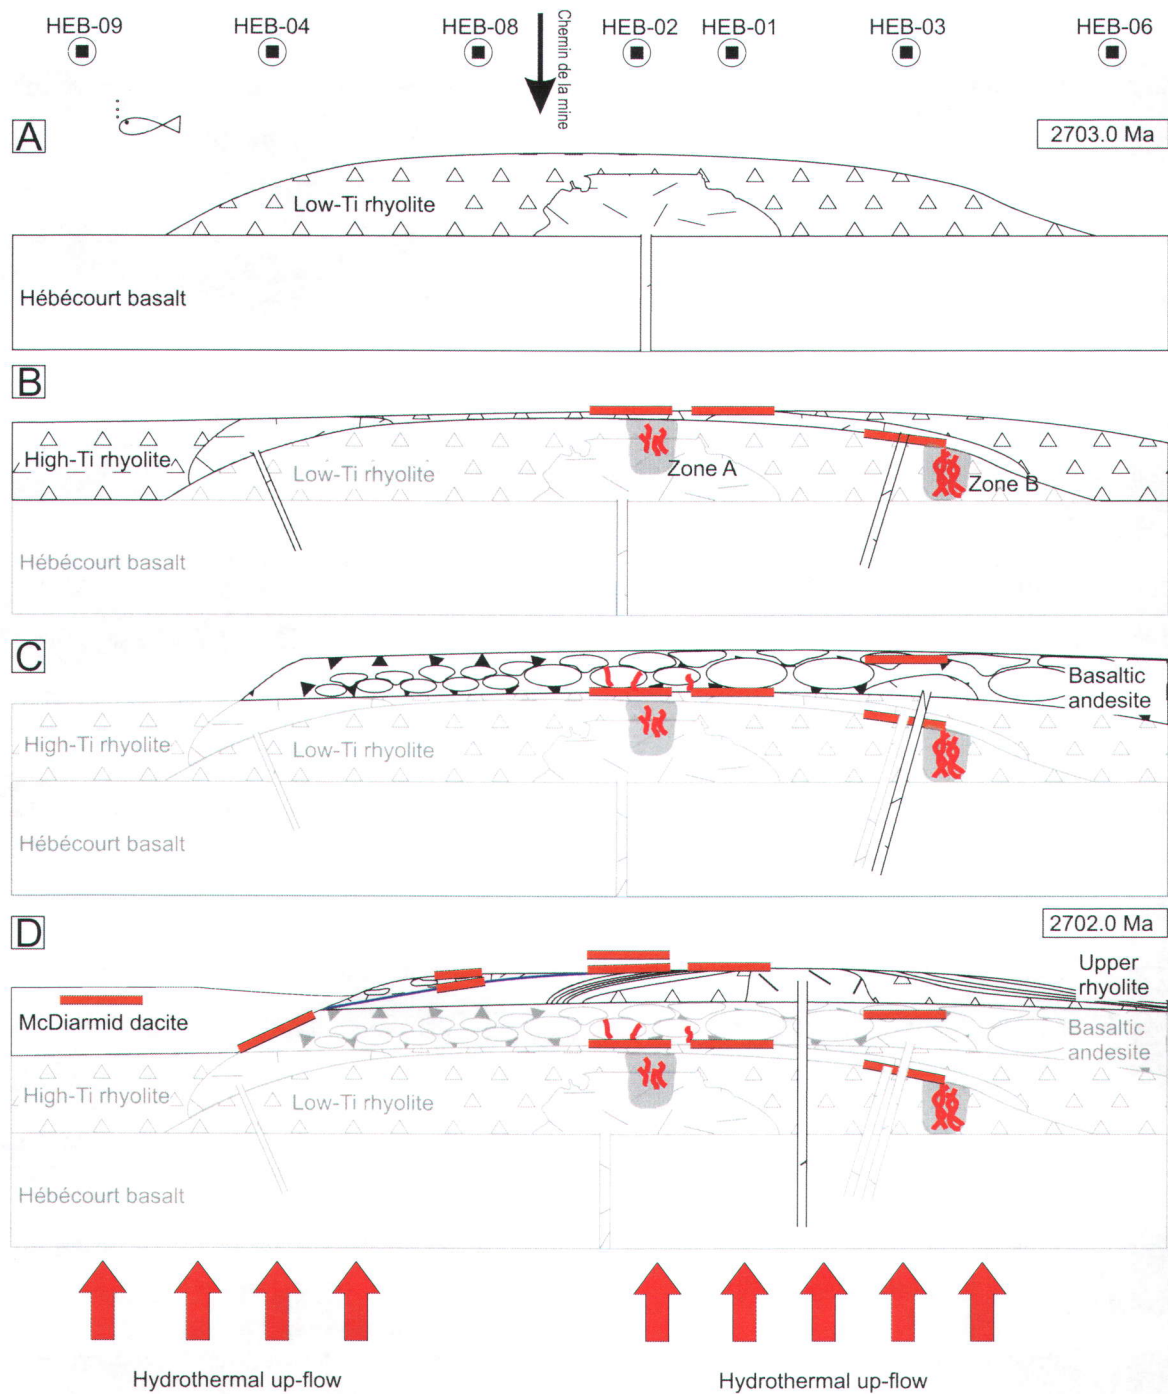 HEB-09 HEB-04 HEB-08 HEB-02 HEB-01 HEB-03 HEB-06
Chemin de la mine
A
2703.0 Ma
Low-Ti rhyolite
Hébécourt basalt
B
High-Ti rhyolite
Low-Ti rhyolite
Zone A
Zone B
Hébécourt basalt
C
Basaltic
andesite
High-Ti rhyolite
Low-Ti rhyolite
Hébécourt basalt
D
2702.0 Ma
Upper
rhyolite
McDiarmid dacite
Basaltic
andesite
High-Ti rhyolite
Low-Ti rhyolite
Hébécourt basalt
Hydrothermal up-flow
Hydrothermal up-flow